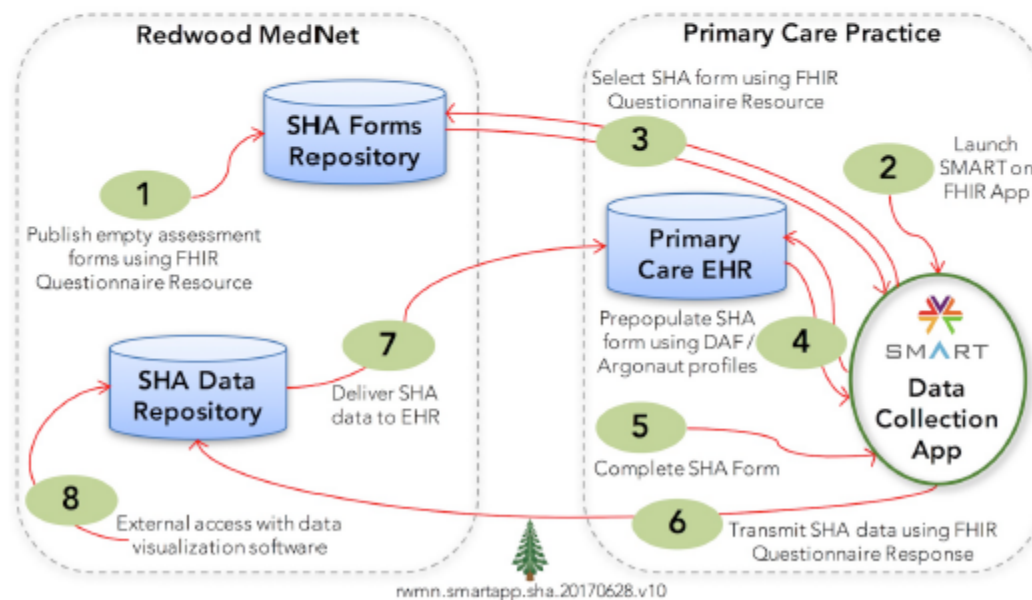 Redwood MedNet
SHA Forms
Repository
1
Publish empty assessment
forms using FHIR
Questionnaire Resource
SHA Data
Repository
7
Deliver SHA
data to EHR
8
External access with data
visualization software
Primary Care Practice
Select SHA form using FHIR
Questionnaire Resource
3
2
Launch
SMART on
FHIR App
Primary
Care EHR
Prepopulate SHA
form using DAF /
Argonaut profiles
4
SMART
Data
Collection
App
5
Complete SHA Form
6
Transmit SHA data using FHIR
Questionnaire Response
rwmn.smartapp.sha.20170628.v10